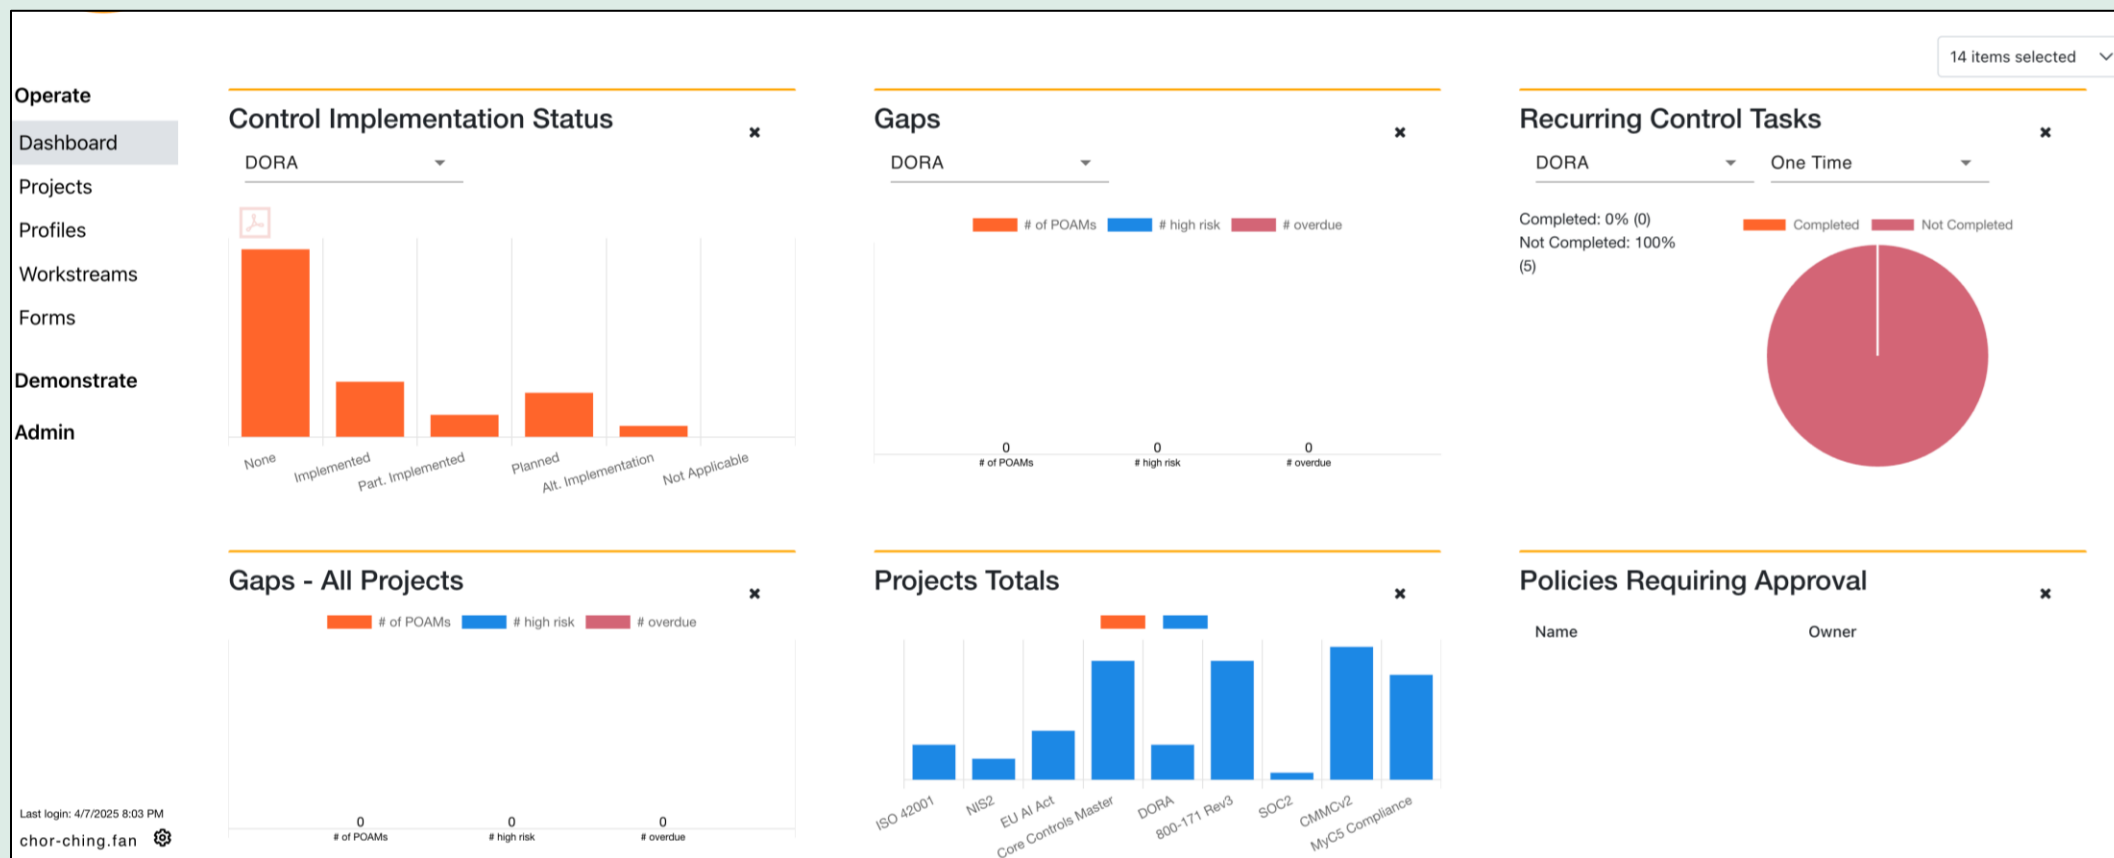 14 items selected
Operate
Dashboard
Projects
Profiles
Workstreams
Forms
Demonstrate
Admin
Last login: 4/7/2025 8:03 PM
chor-ching.fan
Control Implementation Status
DORA
None
Implemented
Part. Implemented
Planned
Alt. Implementation
Not Applicable
Gaps
DORA
# of POAMs # high risk # overdue
0 0 0
# of POAMs # high risk # overdue
Recurring Control Tasks
DORA One Time
Completed: 0% (0)
Not Completed: 100%
(5)
Completed Not Completed
Gaps - All Projects
# of POAMs # high risk # overdue
0 0 0
# of POAMs # high risk # overdue
Projects Totals
ISO 42001
NIS2
EU AI Act
Core Controls Master
DORA
800-171 Rev3
SOC2
CMMCv2
MyC5 Compliance
Policies Requiring Approval
Name Owner